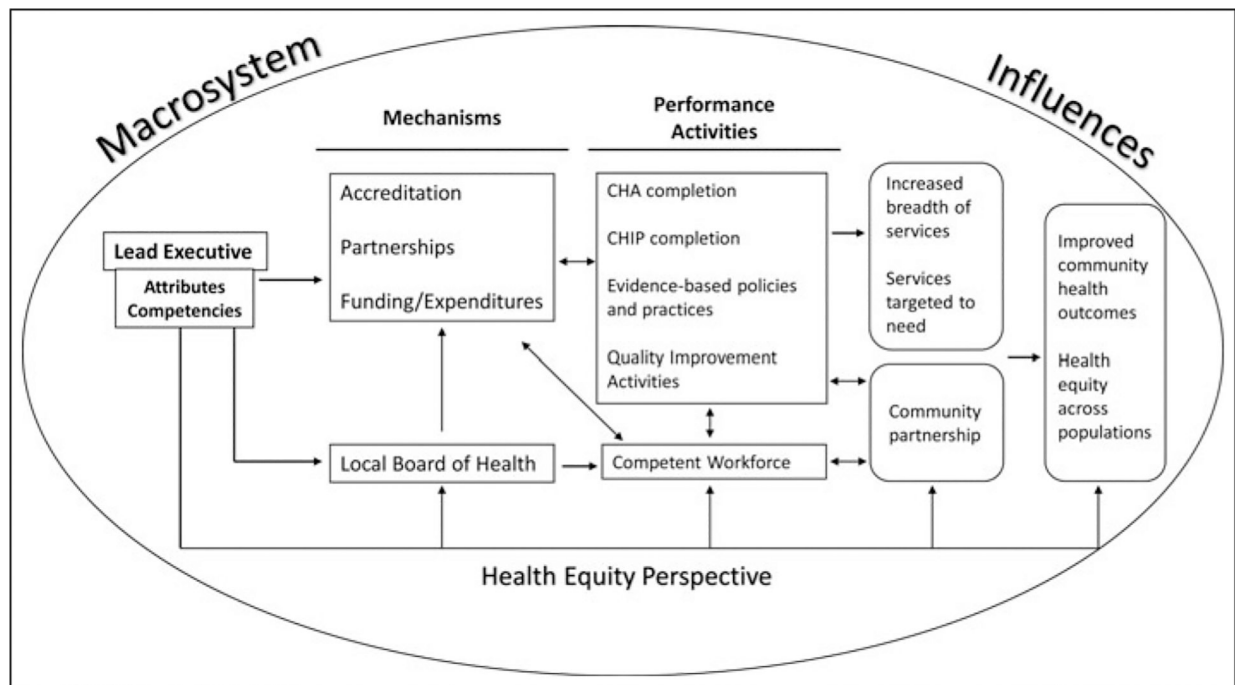 Macrosystem
Influences
Mechanisms
Performance
Activities
Lead Executive
Attributes
Competencies
Accreditation
Partnerships
Funding/Expenditures
Local Board of Health
CHA completion
CHIP completion
Evidence-based policies
and practices
Quality Improvement
Activities
Competent Workforce
Increased
breadth of
services
Services
targeted to
need
Community
partnership
Improved
community
health
outcomes
Health
equity
across
populations
Health Equity Perspective